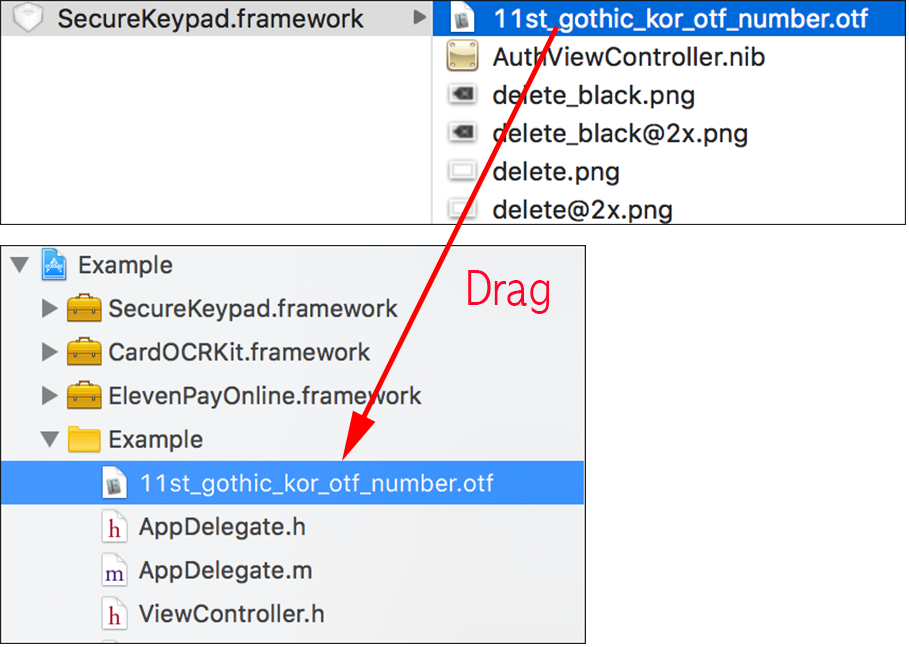 SecureKeypad.framework
11st_gothic_kor_otf_number.otf
AuthViewController.nib
delete_black.png
delete_black@2x.png
delete.png
delete@2x.png
Example
Drag
SecureKeypad.framework
CardOCRKit.framework
ElevenPayOnline.framework
Example
11st_gothic_kor_otf_number.otf
h AppDelegate.h
m AppDelegate.m
h ViewController.h